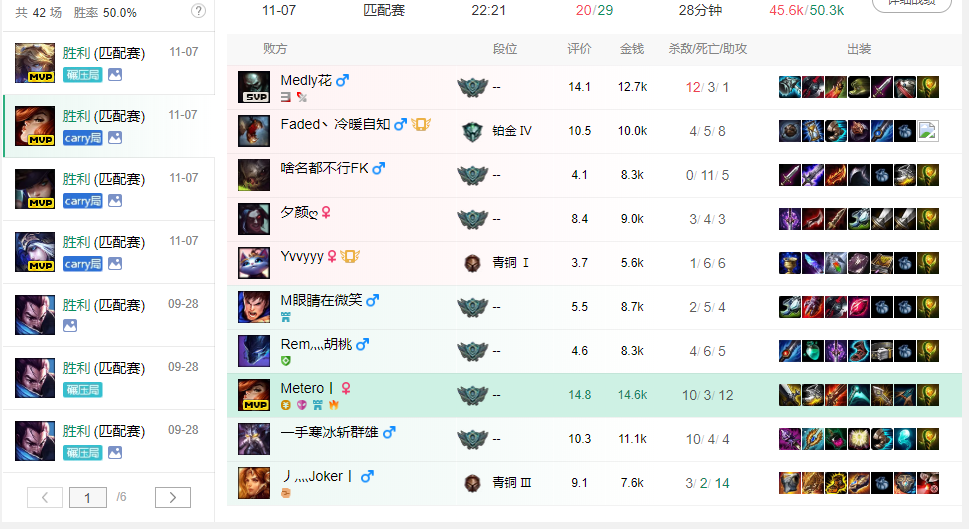 共 42 场 胜率 50.0% ?
胜利 (匹配赛) 11-07
MVP 碾压局
胜利 (匹配赛) 11-07
MVP carry局
胜利 (匹配赛) 11-07
MVP carry局
胜利 (匹配赛) 11-07
MVP carry局
胜利 (匹配赛) 09-28
胜利 (匹配赛) 09-28
碾压局
胜利 (匹配赛) 09-28
碾压局
< 1 /6 >
11-07 匹配赛 22:21 20/29 28分钟 45.6k/50.3k 详细战绩
败方 段位 评价 金钱 杀敌/死亡/助攻 出装
Medly花 -- 14.1 12.7k 12/ 3/ 1
SVP
Faded丶冷暖自知 铂金 IV 10.5 10.0k 4/ 5/ 8
啥名都不行FK -- 4.1 8.3k 0/ 11/ 5
夕颜ღ -- 8.4 9.0k 3/ 4/ 3
Yvvyyy 青铜 I 3.7 5.6k 1/ 6/ 6
M眼睛在微笑 -- 5.5 8.7k 2/ 5/ 4
Rem灬胡桃 -- 4.6 8.3k 4/ 6/ 5
Meteroㅣ -- 14.8 14.6k 10/ 3/ 12
MVP
一手寒冰斩群雄 -- 10.3 11.1k 10/ 4/ 4
丿灬Jokerㅣ 青铜 III 9.1 7.6k 3/ 2/ 14